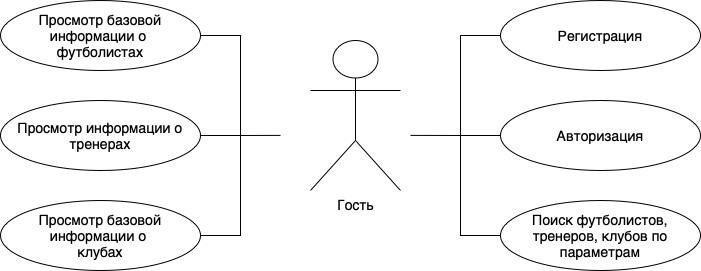 Просмотр базовой
информации о
футболистах
Просмотр информации о
тренерах
Просмотр базовой
информации о
клубах
Гость
Регистрация
Авторизация
Поиск футболистов,
тренеров, клубов по
параметрам